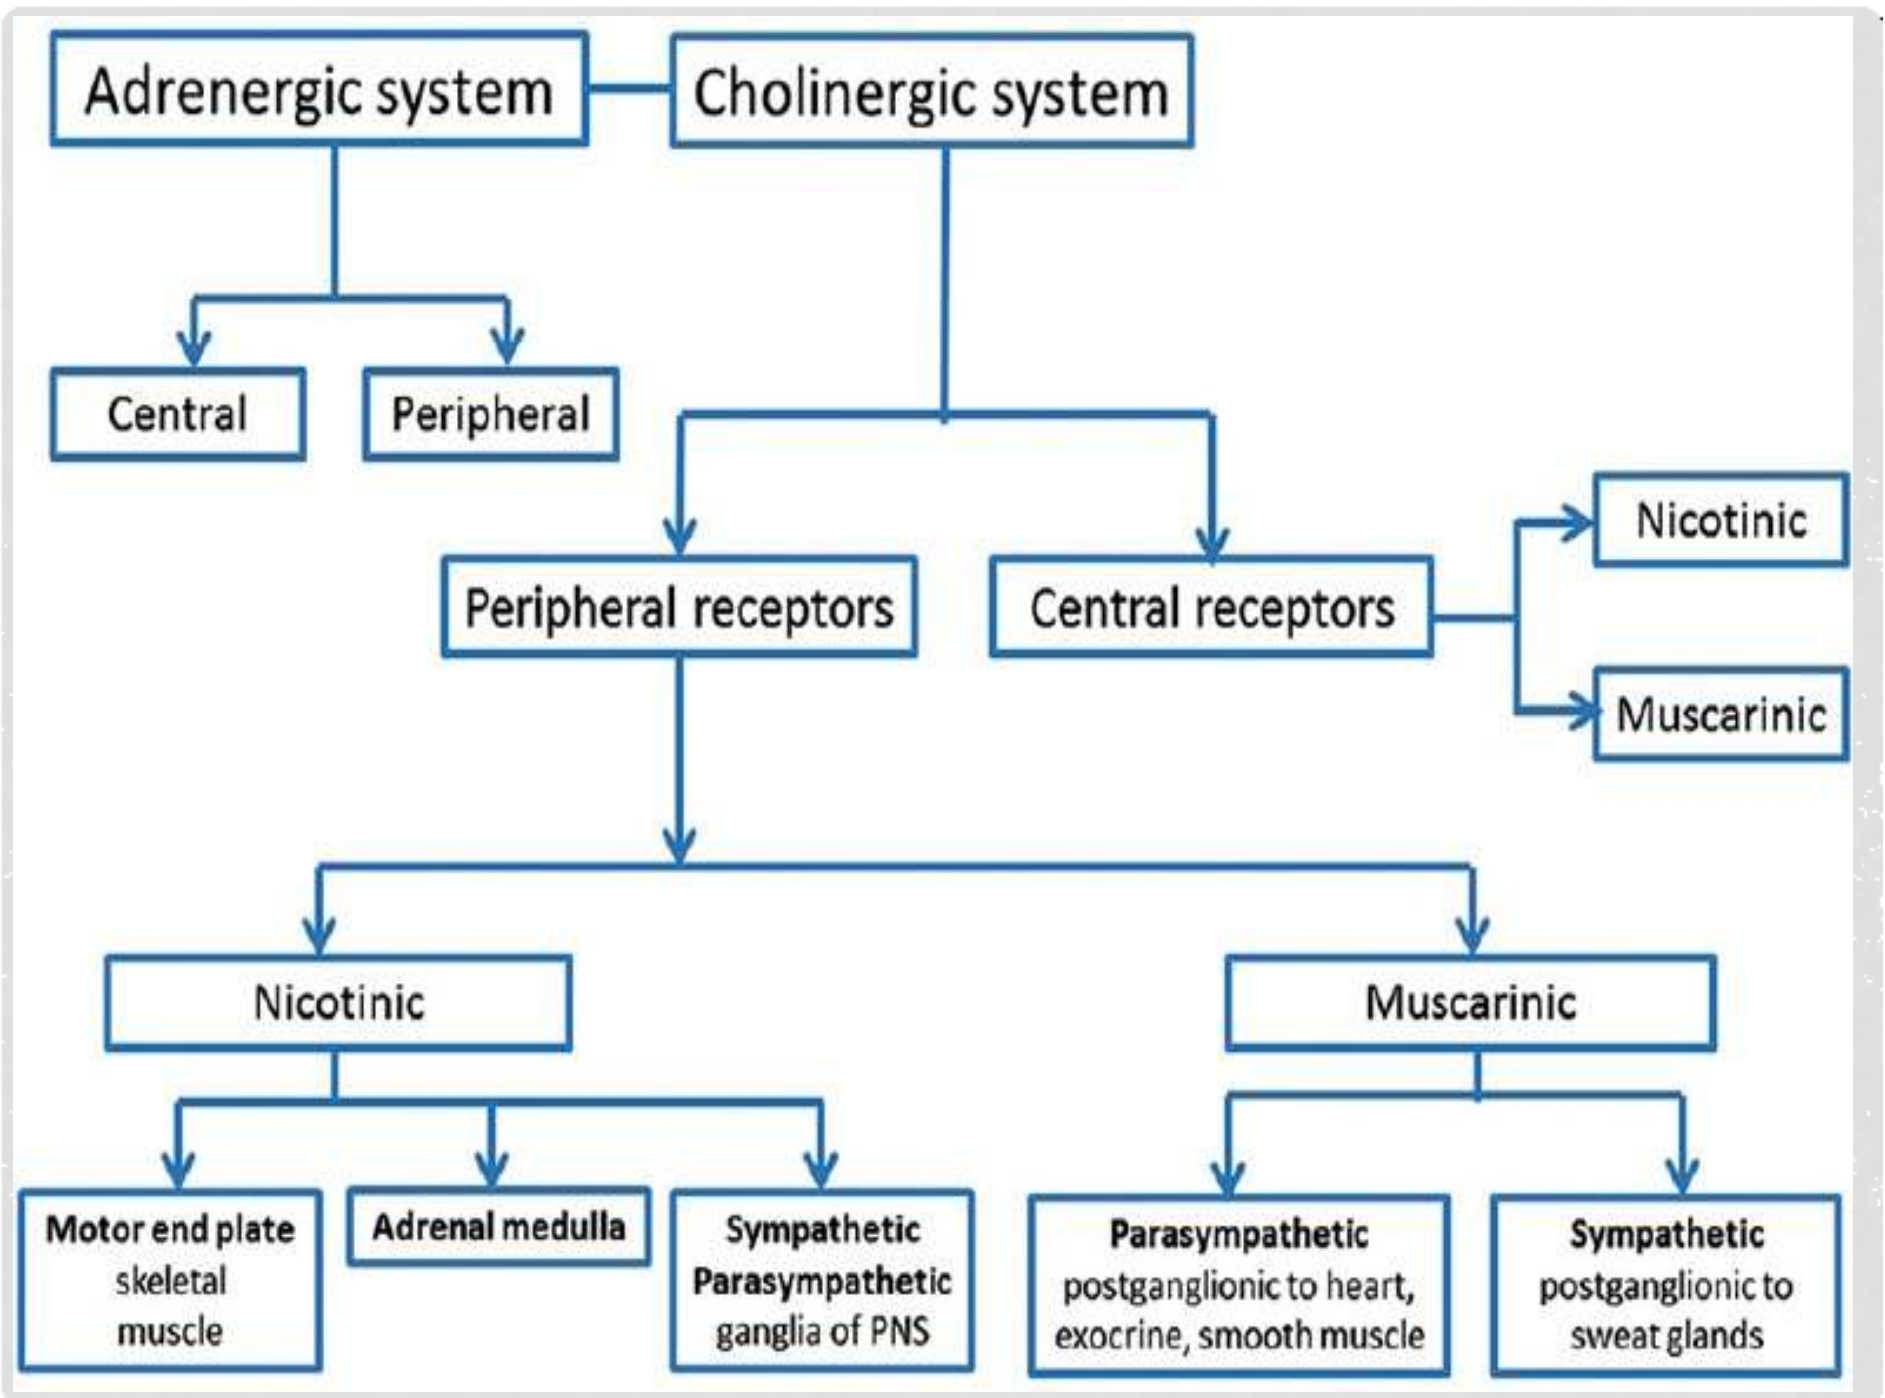 Adrenergic system
Cholinergic system
Central
Peripheral
Peripheral receptors
Central receptors
Nicotinic
Muscarinic
Nicotinic
Muscarinic
Motor end plate
skeletal
muscle
Adrenal medulla
Sympathetic
Parasympathetic
ganglia of PNS
Parasympathetic
postganglionic to heart,
exocrine, smooth muscle
Sympathetic
postganglionic to
sweat glands